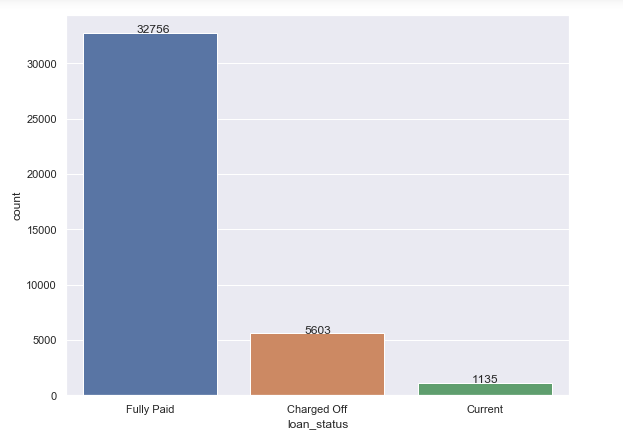 32756
30000
25000
20000
15000
10000
5000
0
count
5603
1135
Fully Paid
Charged Off
Current
loan_status